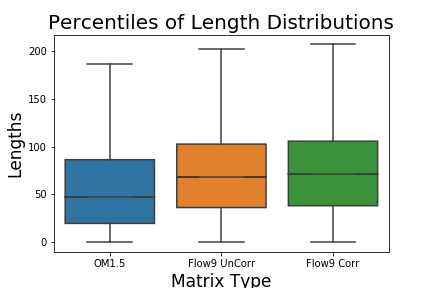 Percentiles of Length Distributions
200
150
100
50
0
Lengths
OM1.5
Flow9 UnCorr
Flow9 Corr
Matrix Type